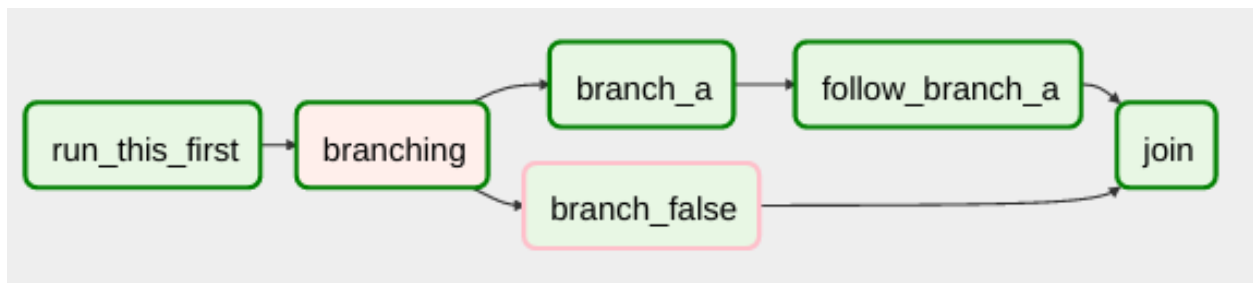 run_this_first
branching
branch_a
follow_branch_a
branch_false
join